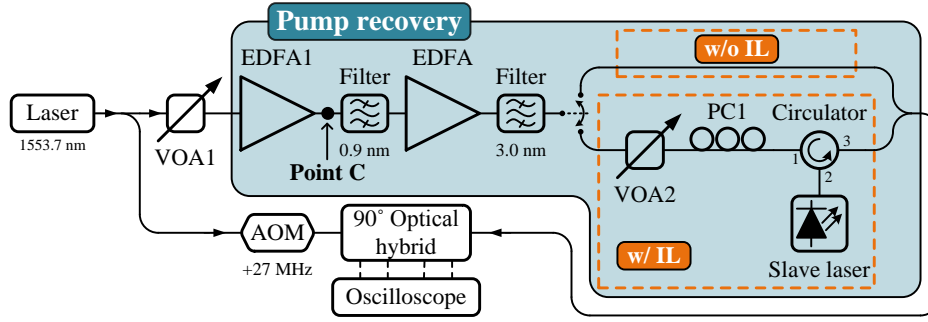 Pump recovery
w/o IL
EDFA1
Filter
EDFA
Filter
Laser
1553.7 nm
VOA1
Point C
0.9 nm
3.0 nm
PC1
Circulator
1
3
2
VOA2
w/ IL
Slave laser
AOM
+27 MHz
90° Optical
hybrid
Oscilloscope